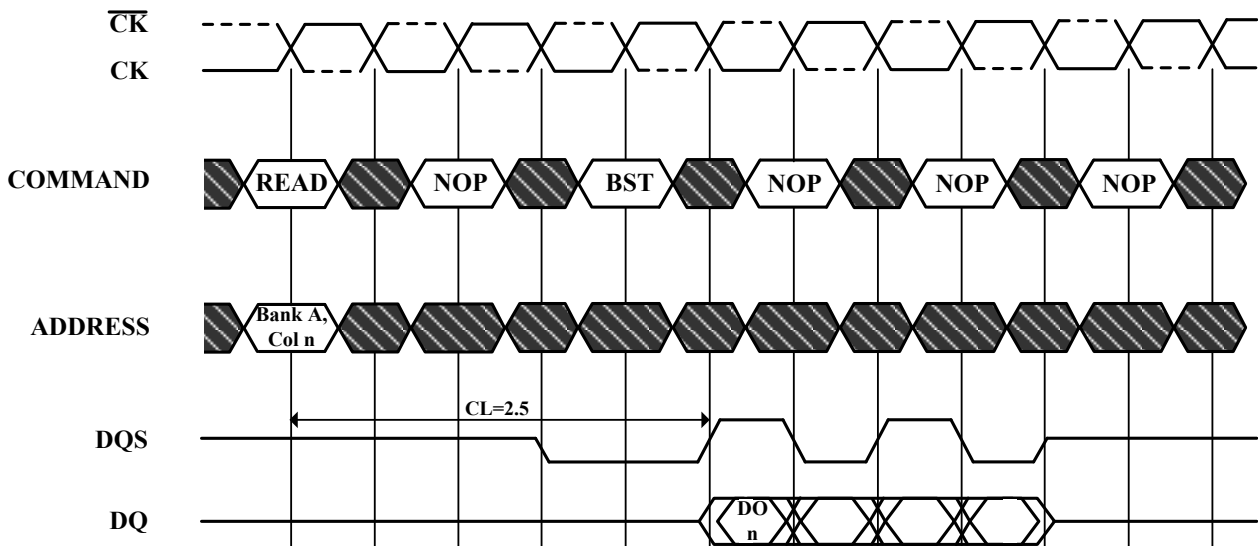 CK
CK
COMMAND READ NOP BST NOP NOP NOP
ADDRESS Bank A,
Col n
CL=2.5
DQS
DQ DO
n